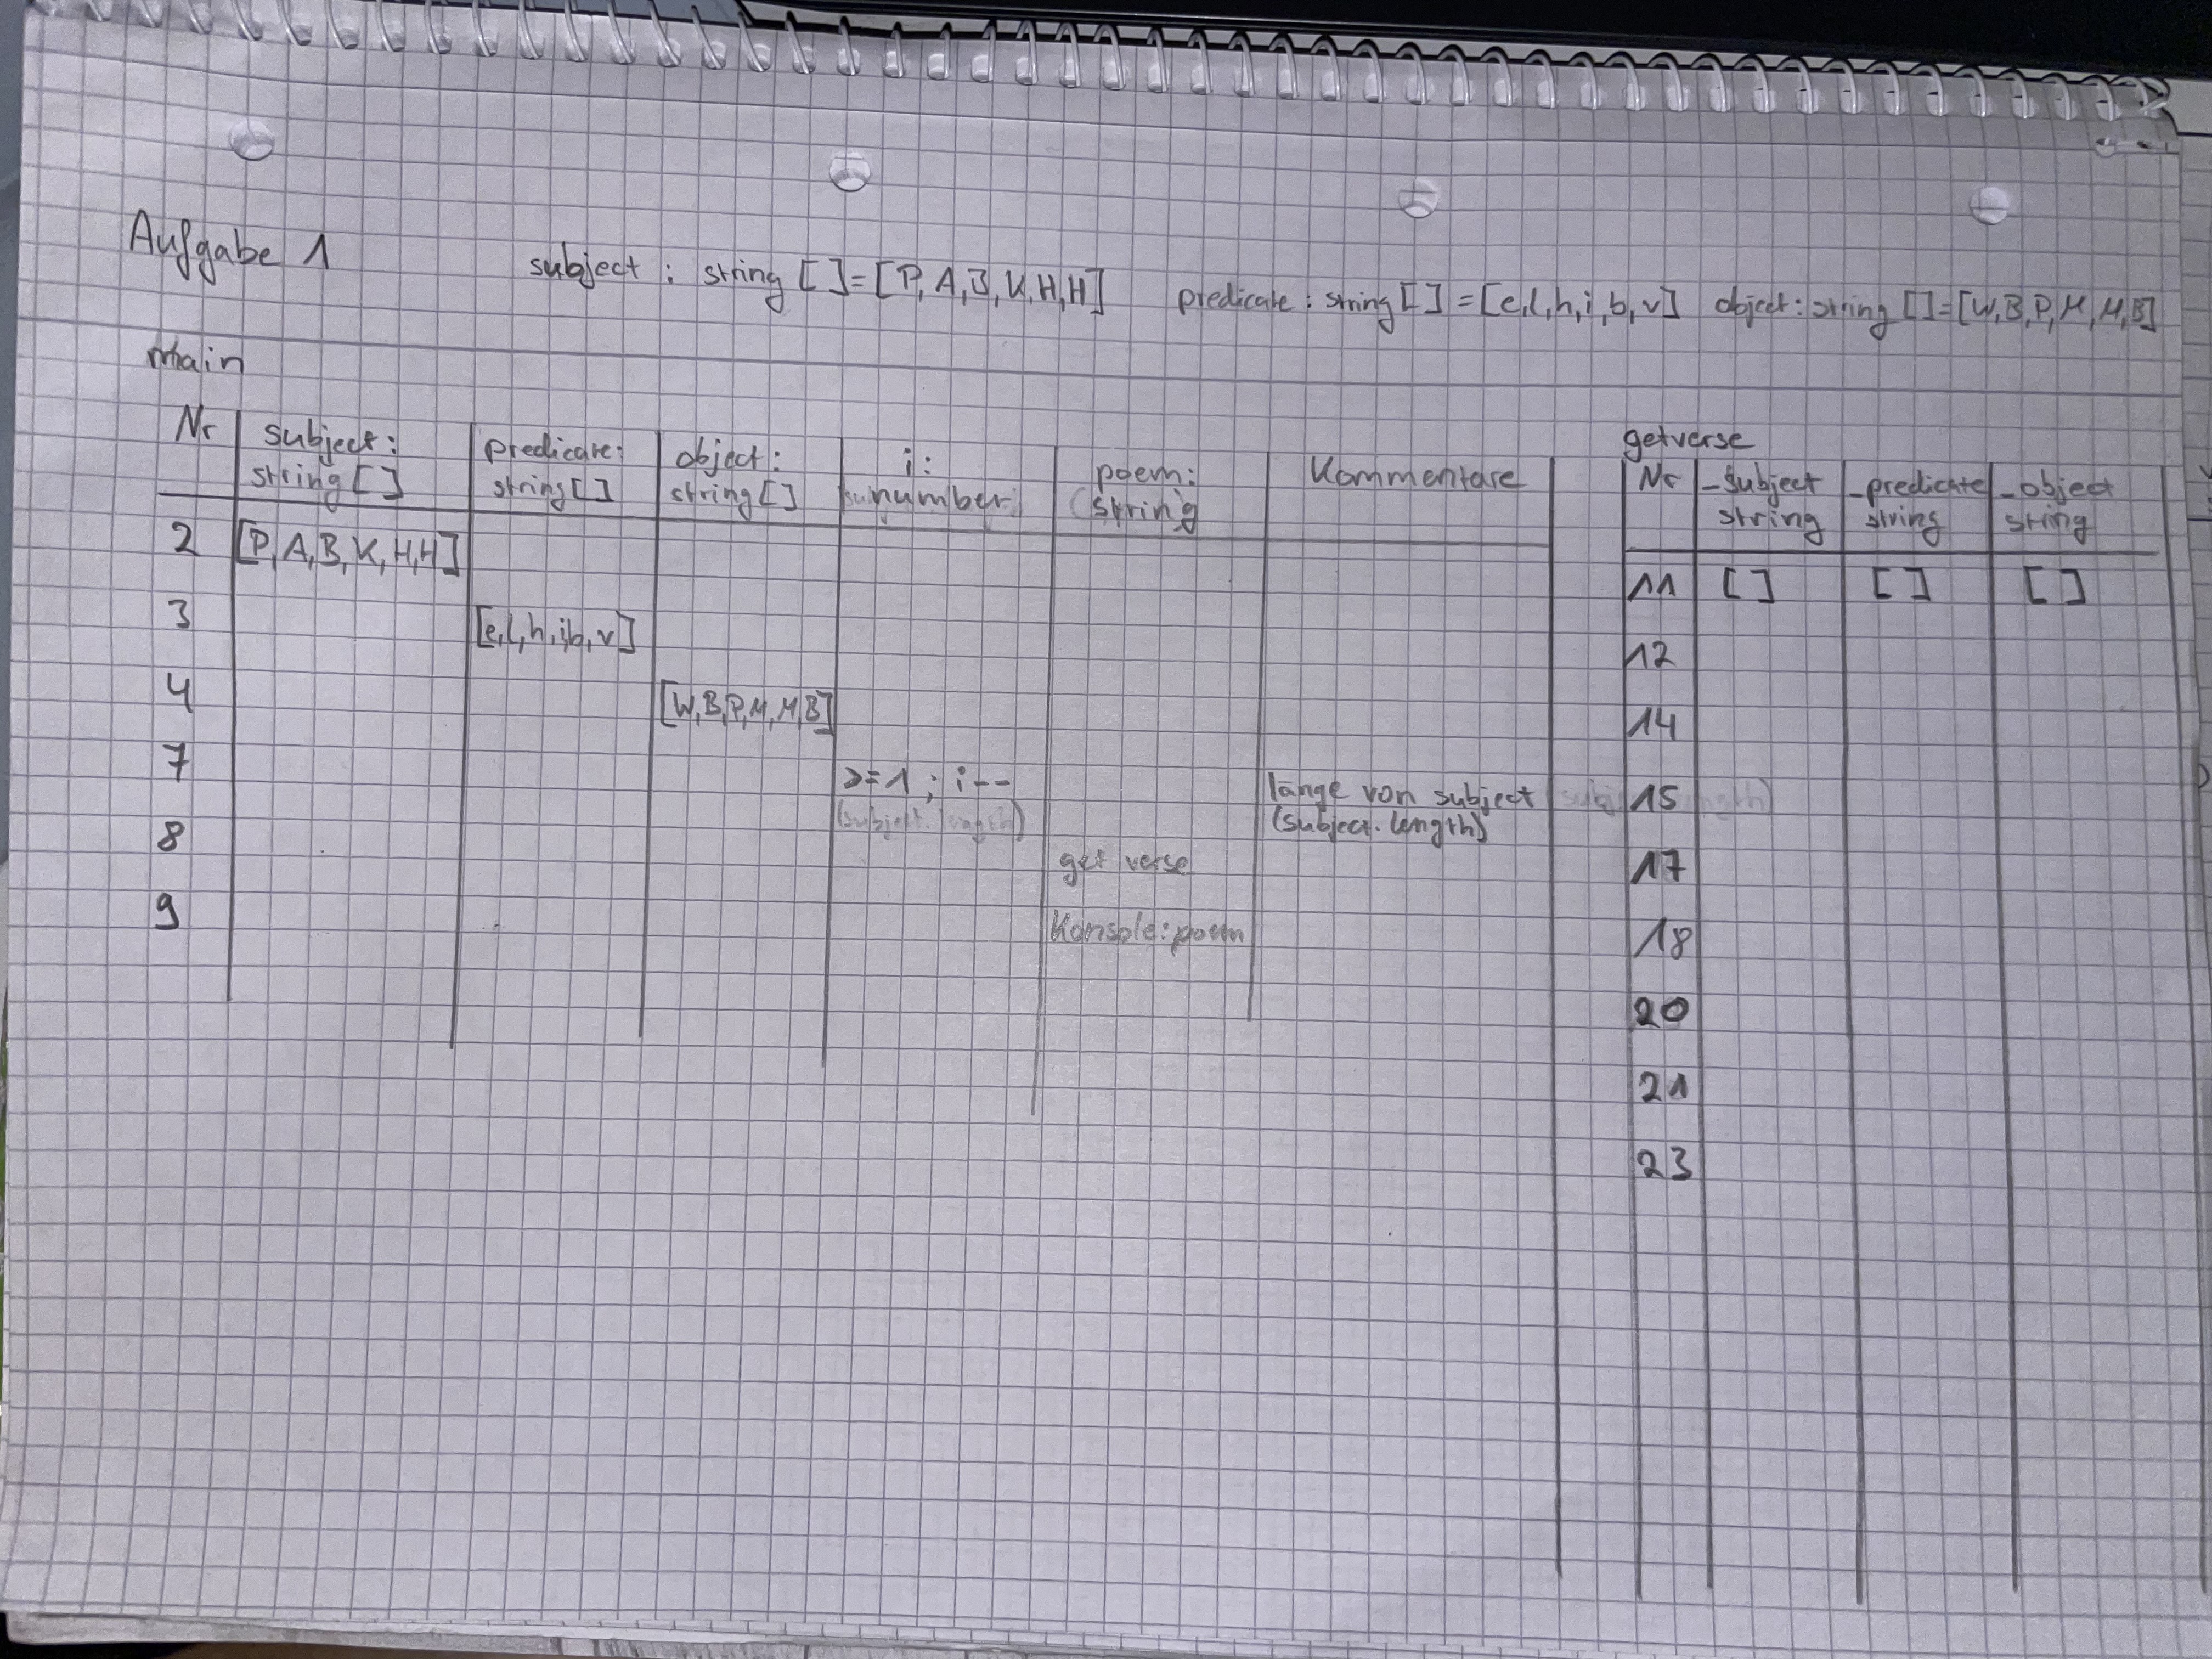 Aufgabe 1
subject : string [ ] = [P, A, B, K, H, H] predicate : string [ ] = [e, l, h, i, b, v] object : string [ ] = [W, B, P, M, M, B]
main
Nr subject : string [ ] predicate : string [ ] object : string [ ] i : number poem : (string Kommentare
2 [P, A, B, K, H, H]
3 [e, l, h, i, b, v]
4 [W, B, P, M, M, B]
7 >= 1 ; i-- länge von subject
(subject.length) (subject.length)
8 get verse
9 Konsole: poem
getverse
Nr -subject string -predicate string -object string
11 [ ] [ ] [ ]
12
14
15
17
18
20
21
23